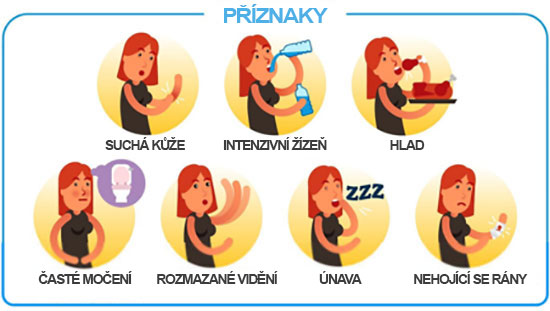 PŘÍZNAKY
SUCHÁ KŮŽE
INTENZIVNÍ ŽÍZEŇ
HLAD
ZZZ
ČASTÉ MOČENÍ
ROZMAZANÉ VIDĚNÍ
ÚNAVA
NEHOJÍCÍ SE RÁNY